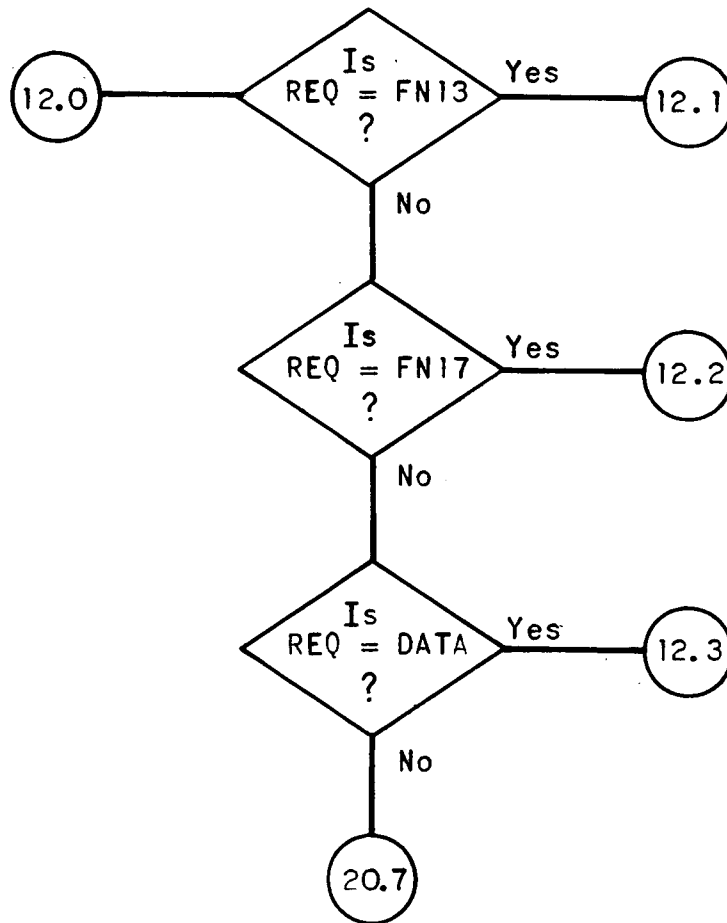 Is
12.0
REQ = FN13
Yes
12.1
?
No
Is
REQ = FN17
Yes
12.2
?
No
Is
REQ = DATA
Yes
12.3
?
No
20.7